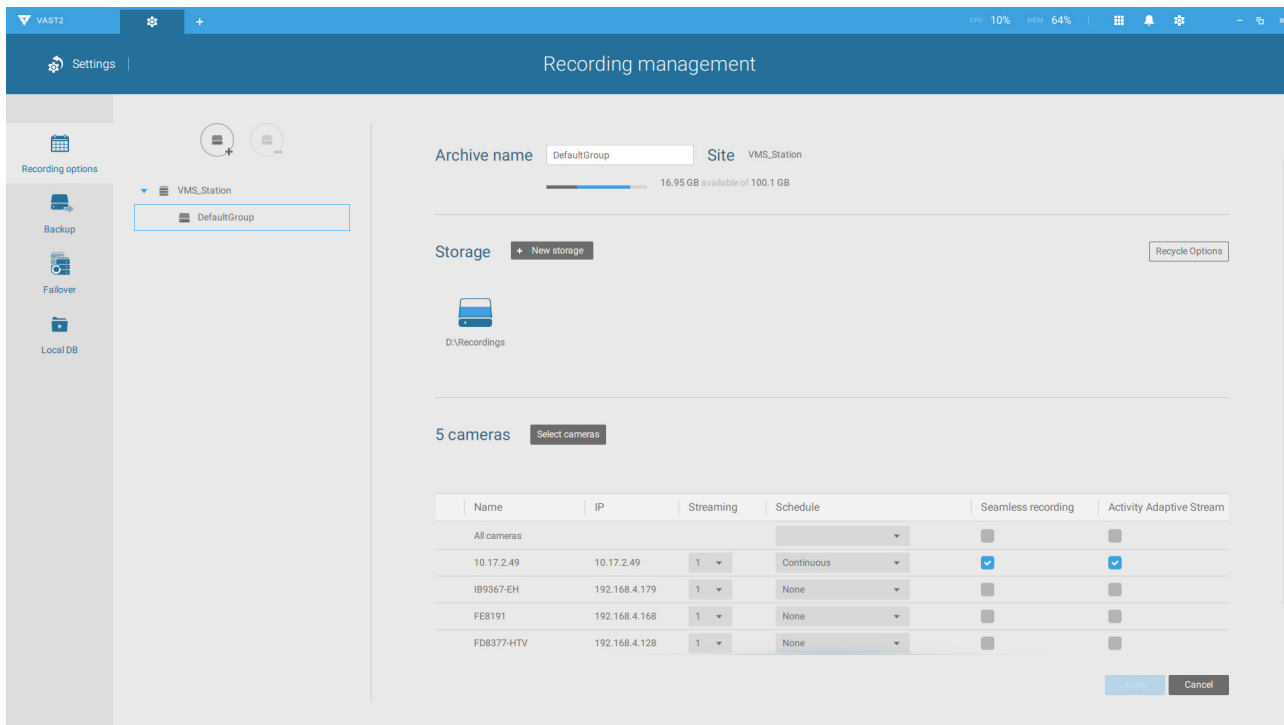 VAST2
+
CPU 10% MEM 64%
Settings
Recording management
Recording options
Backup
Failover
Local DB
VMS_Station
DefaultGroup
Archive name DefaultGroup Site VMS_Station
16.95 GB available of 100.1 GB
Storage + New storage Recycle Options
D:\Recordings
5 cameras Select cameras
Name IP Streaming Schedule Seamless recording Activity Adaptive Stream
All cameras
10.17.2.49 10.17.2.49 1 Continuous
IB9367-EH 192.168.4.179 1 None
FE8191 192.168.4.168 1 None
FD8377-HTV 192.168.4.128 1 None
Apply Cancel